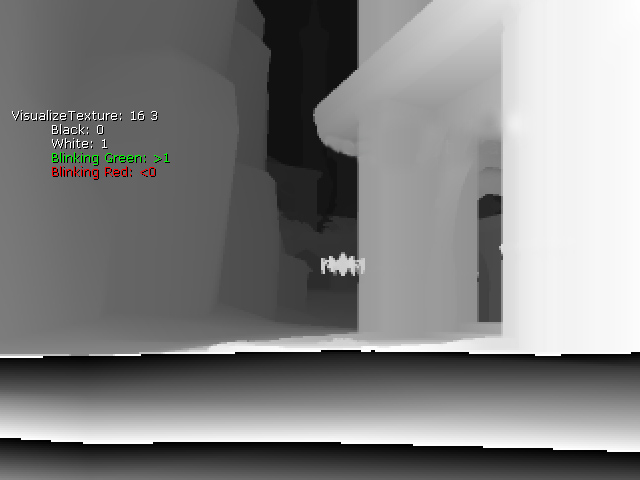 VisualizeTexture: 16 3
Black: 0
White: 1
Blinking Green: >1
Blinking Red: <0